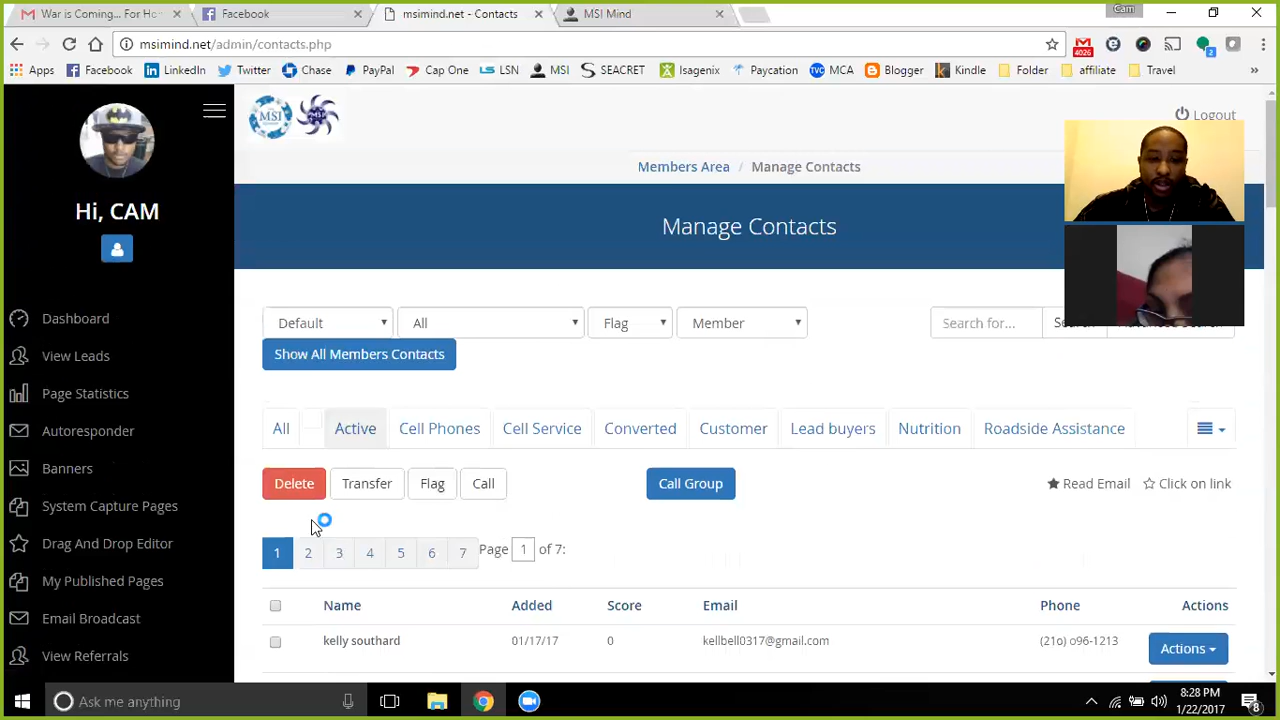 War is Coming... For Ho
Facebook
msimind.net - Contacts
MSI Mind
Cam
msimind.net/admin/contacts.php
4026
2
Apps
Facebook
LinkedIn
Twitter
Chase
PayPal
Cap One
LSN
MSI
SEACRET
Isagenix
Paycation
MCA
Blogger
Kindle
Folder
affiliate
Travel
MSI
Logout
Members Area / Manage Contacts
Hi, CAM
Manage Contacts
Dashboard
View Leads
Page Statistics
Autoresponder
Banners
System Capture Pages
Drag And Drop Editor
My Published Pages
Email Broadcast
View Referrals
Default
All
Flag
Member
Search for...
Show All Members Contacts
All
Active
Cell Phones
Cell Service
Converted
Customer
Lead buyers
Nutrition
Roadside Assistance
Delete
Transfer
Flag
Call
Call Group
Read Email
Click on link
1 2 3 4 5 6 7 Page 1 of 7:
Name Added Score Email Phone Actions
kelly southard 01/17/17 0 kellbell0317@gmail.com (21o) o96-1213 Actions
Ask me anything
8:28 PM
1/22/2017
8